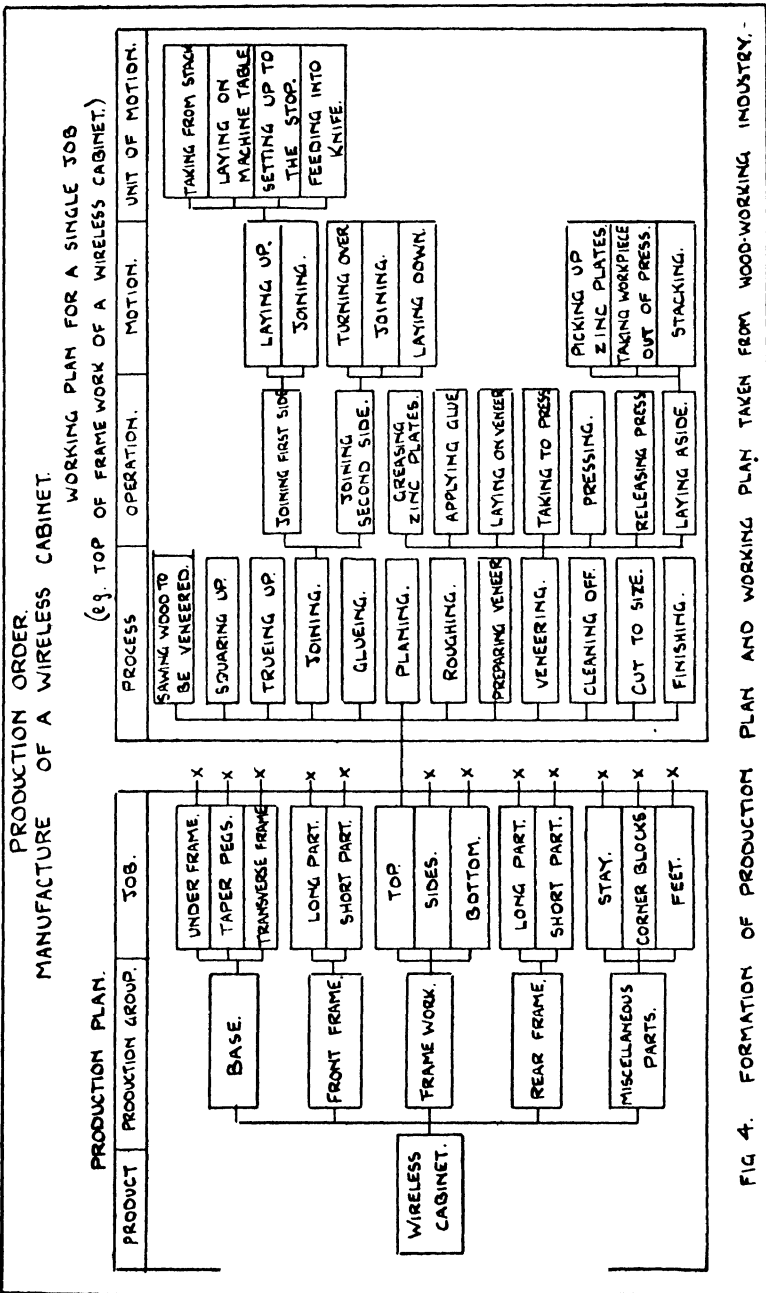 PRODUCTION ORDER.
MANUFACTURE OF A WIRELESS CABINET.
PRODUCTION PLAN.
PRODUCT
PRODUCTION GROUP.
JOB.
WIRELESS
CABINET.
BASE.
FRONT FRAME.
FRAME WORK.
REAR FRAME.
MISCELLANEOUS
PARTS.
UNDER FRAME.
x
TAPER PEGS.
x
TRANSVERSE FRAME
x
LONG PART.
x
SHORT PART.
x
TOP.
SIDES.
x
BOTTOM.
x
LONG PART.
x
SHORT PART.
x
STAY.
x
CORNER BLOCKS.
x
FEET.
x
WORKING PLAN FOR A SINGLE JOB
(eg. TOP OF FRAME WORK OF A WIRELESS CABINET.)
PROCESS
OPERATION.
MOTION.
UNIT OF MOTION.
SAWING WOOD TO
BE VENEERED.
SQUARING UP.
TRUEING UP.
JOINING.
GLUEING.
PLANING.
ROUGHING.
PREPARING VENEER
VENEERING.
CLEANING OFF.
CUT TO SIZE.
FINISHING.
JOINING FIRST SIDE
JOINING
SECOND SIDE.
GREASING
ZINC PLATES.
APPLYING GLUE
LAYING ON VENEER
TAKING TO PRESS
PRESSING.
RELEASING PRESS
LAYING ASIDE.
LAYING UP.
JOINING.
TURNING OVER
JOINING.
LAYING DOWN.
PICKING UP
ZINC PLATES.
TAKING WORKPIECE
OUT OF PRESS.
STACKING.
TAKING FROM STACK
LAYING ON
MACHINE TABLE
SETTING UP TO
THE STOP.
FEEDING INTO
KNIFE.
FIG 4. FORMATION OF PRODUCTION PLAN AND WORKING PLAN TAKEN FROM WOOD-WORKING INDUSTRY.-